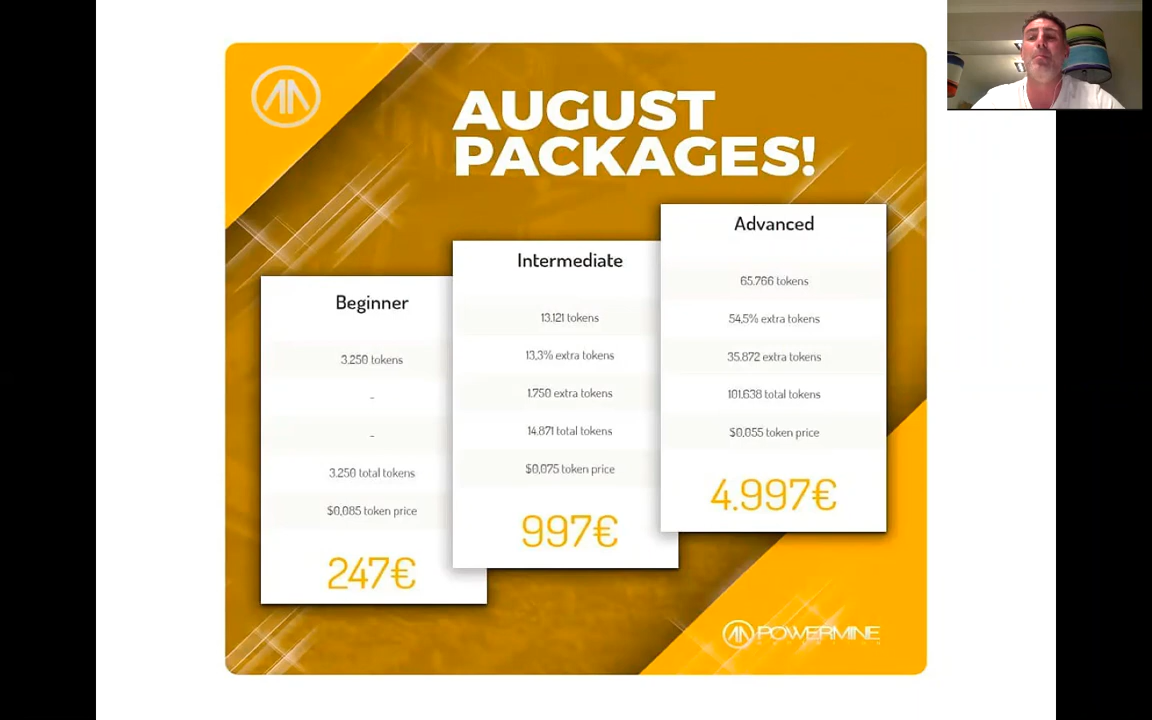 AUGUST
PACKAGES!
Beginner
3.250 tokens
-
-
3.250 total tokens
$0,085 token price
247€
Intermediate
13.121 tokens
13,3% extra tokens
1.750 extra tokens
14.871 total tokens
$0,075 token price
997€
Advanced
65.766 tokens
54,5% extra tokens
35.872 extra tokens
101.638 total tokens
$0,055 token price
4.997€
POWERMINE